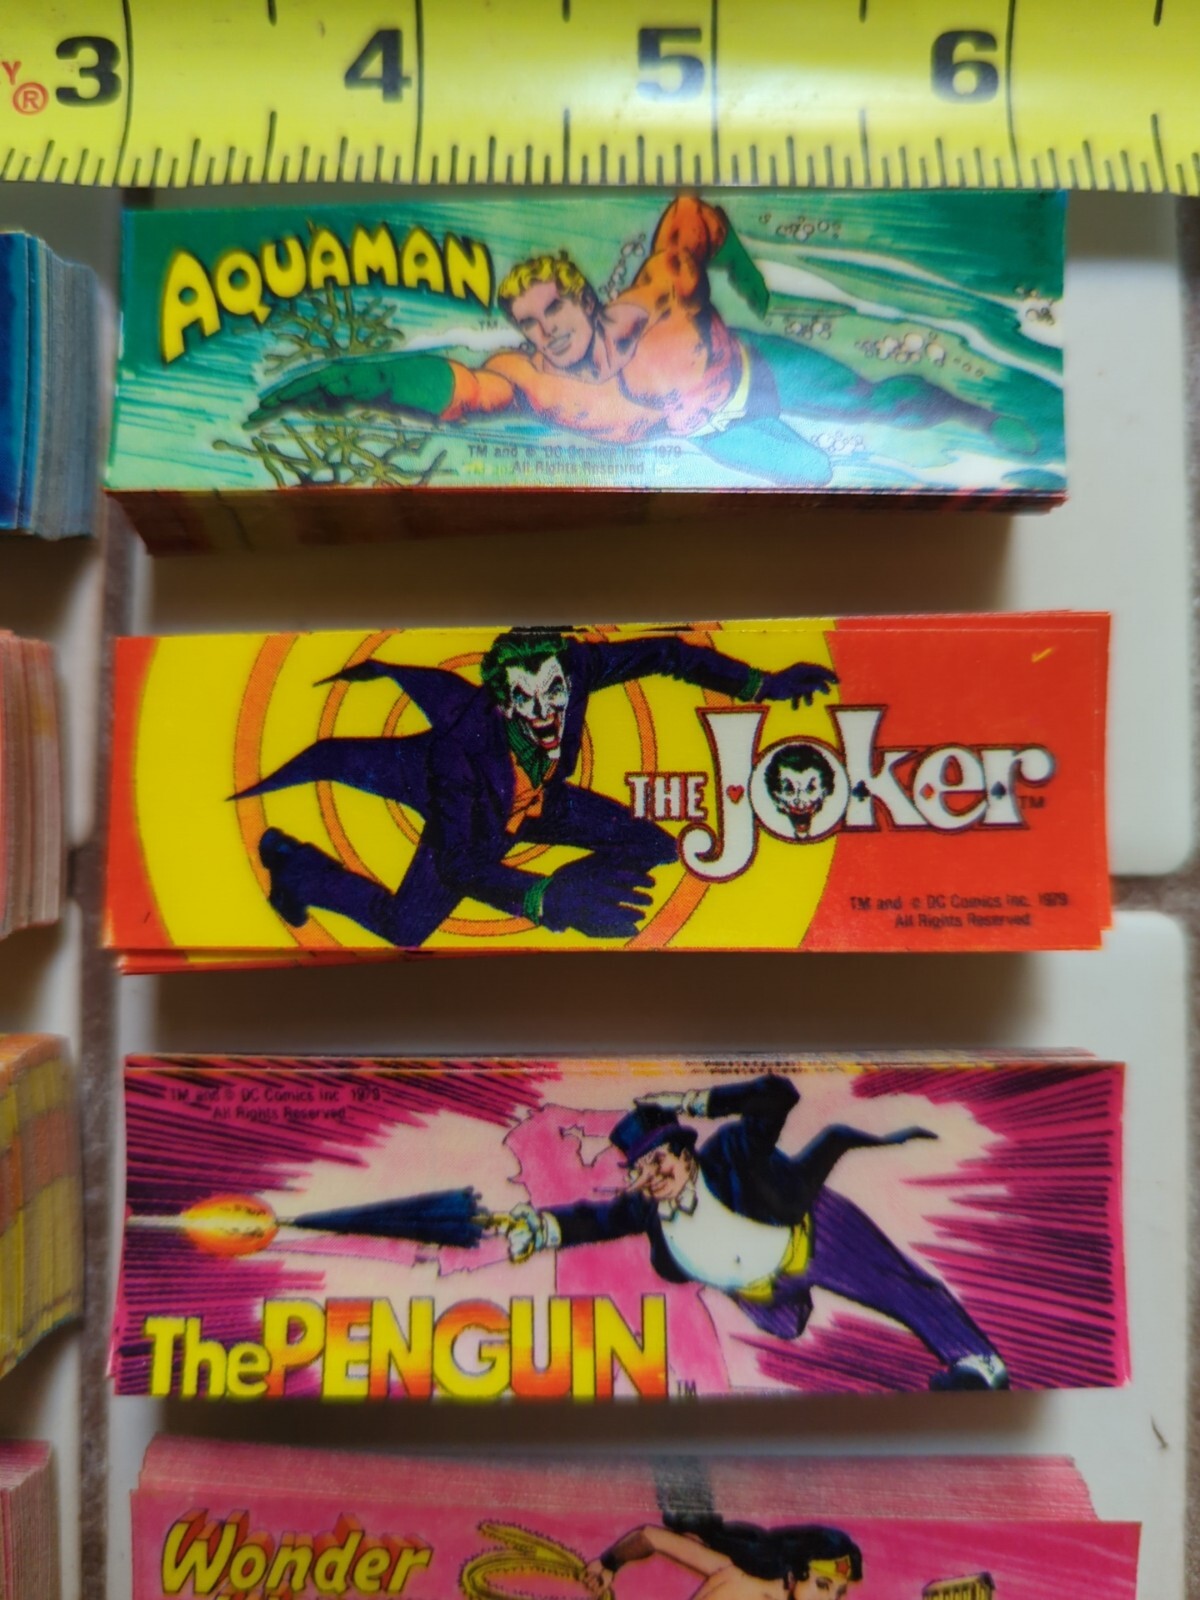 Y®
3 4 5 6
AQUAMAN
TM
TM and © DC Comics Inc. 1979
All Rights Reserved
THE Joker
TM
TM and © DC Comics Inc. 1979
All Rights Reserved
TM and © DC Comics Inc 1979
All Rights Reserved
The PENGUIN
TM
Wonder